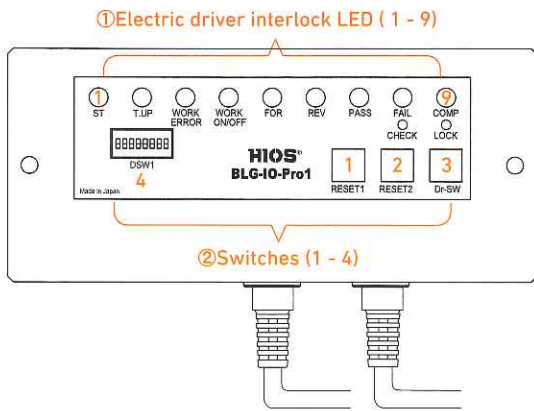 ①Electric driver interlock LED ( 1 - 9)
1 9
ST T.UP WORK ERROR WORK ON/OFF FOR REV PASS FAIL COMP
CHECK LOCK
DSW1
4
HIOS®
BLG-IO-Pro1
1 2 3
RESET1 RESET2 Dr-SW
Made in Japan
②Switches (1 - 4)